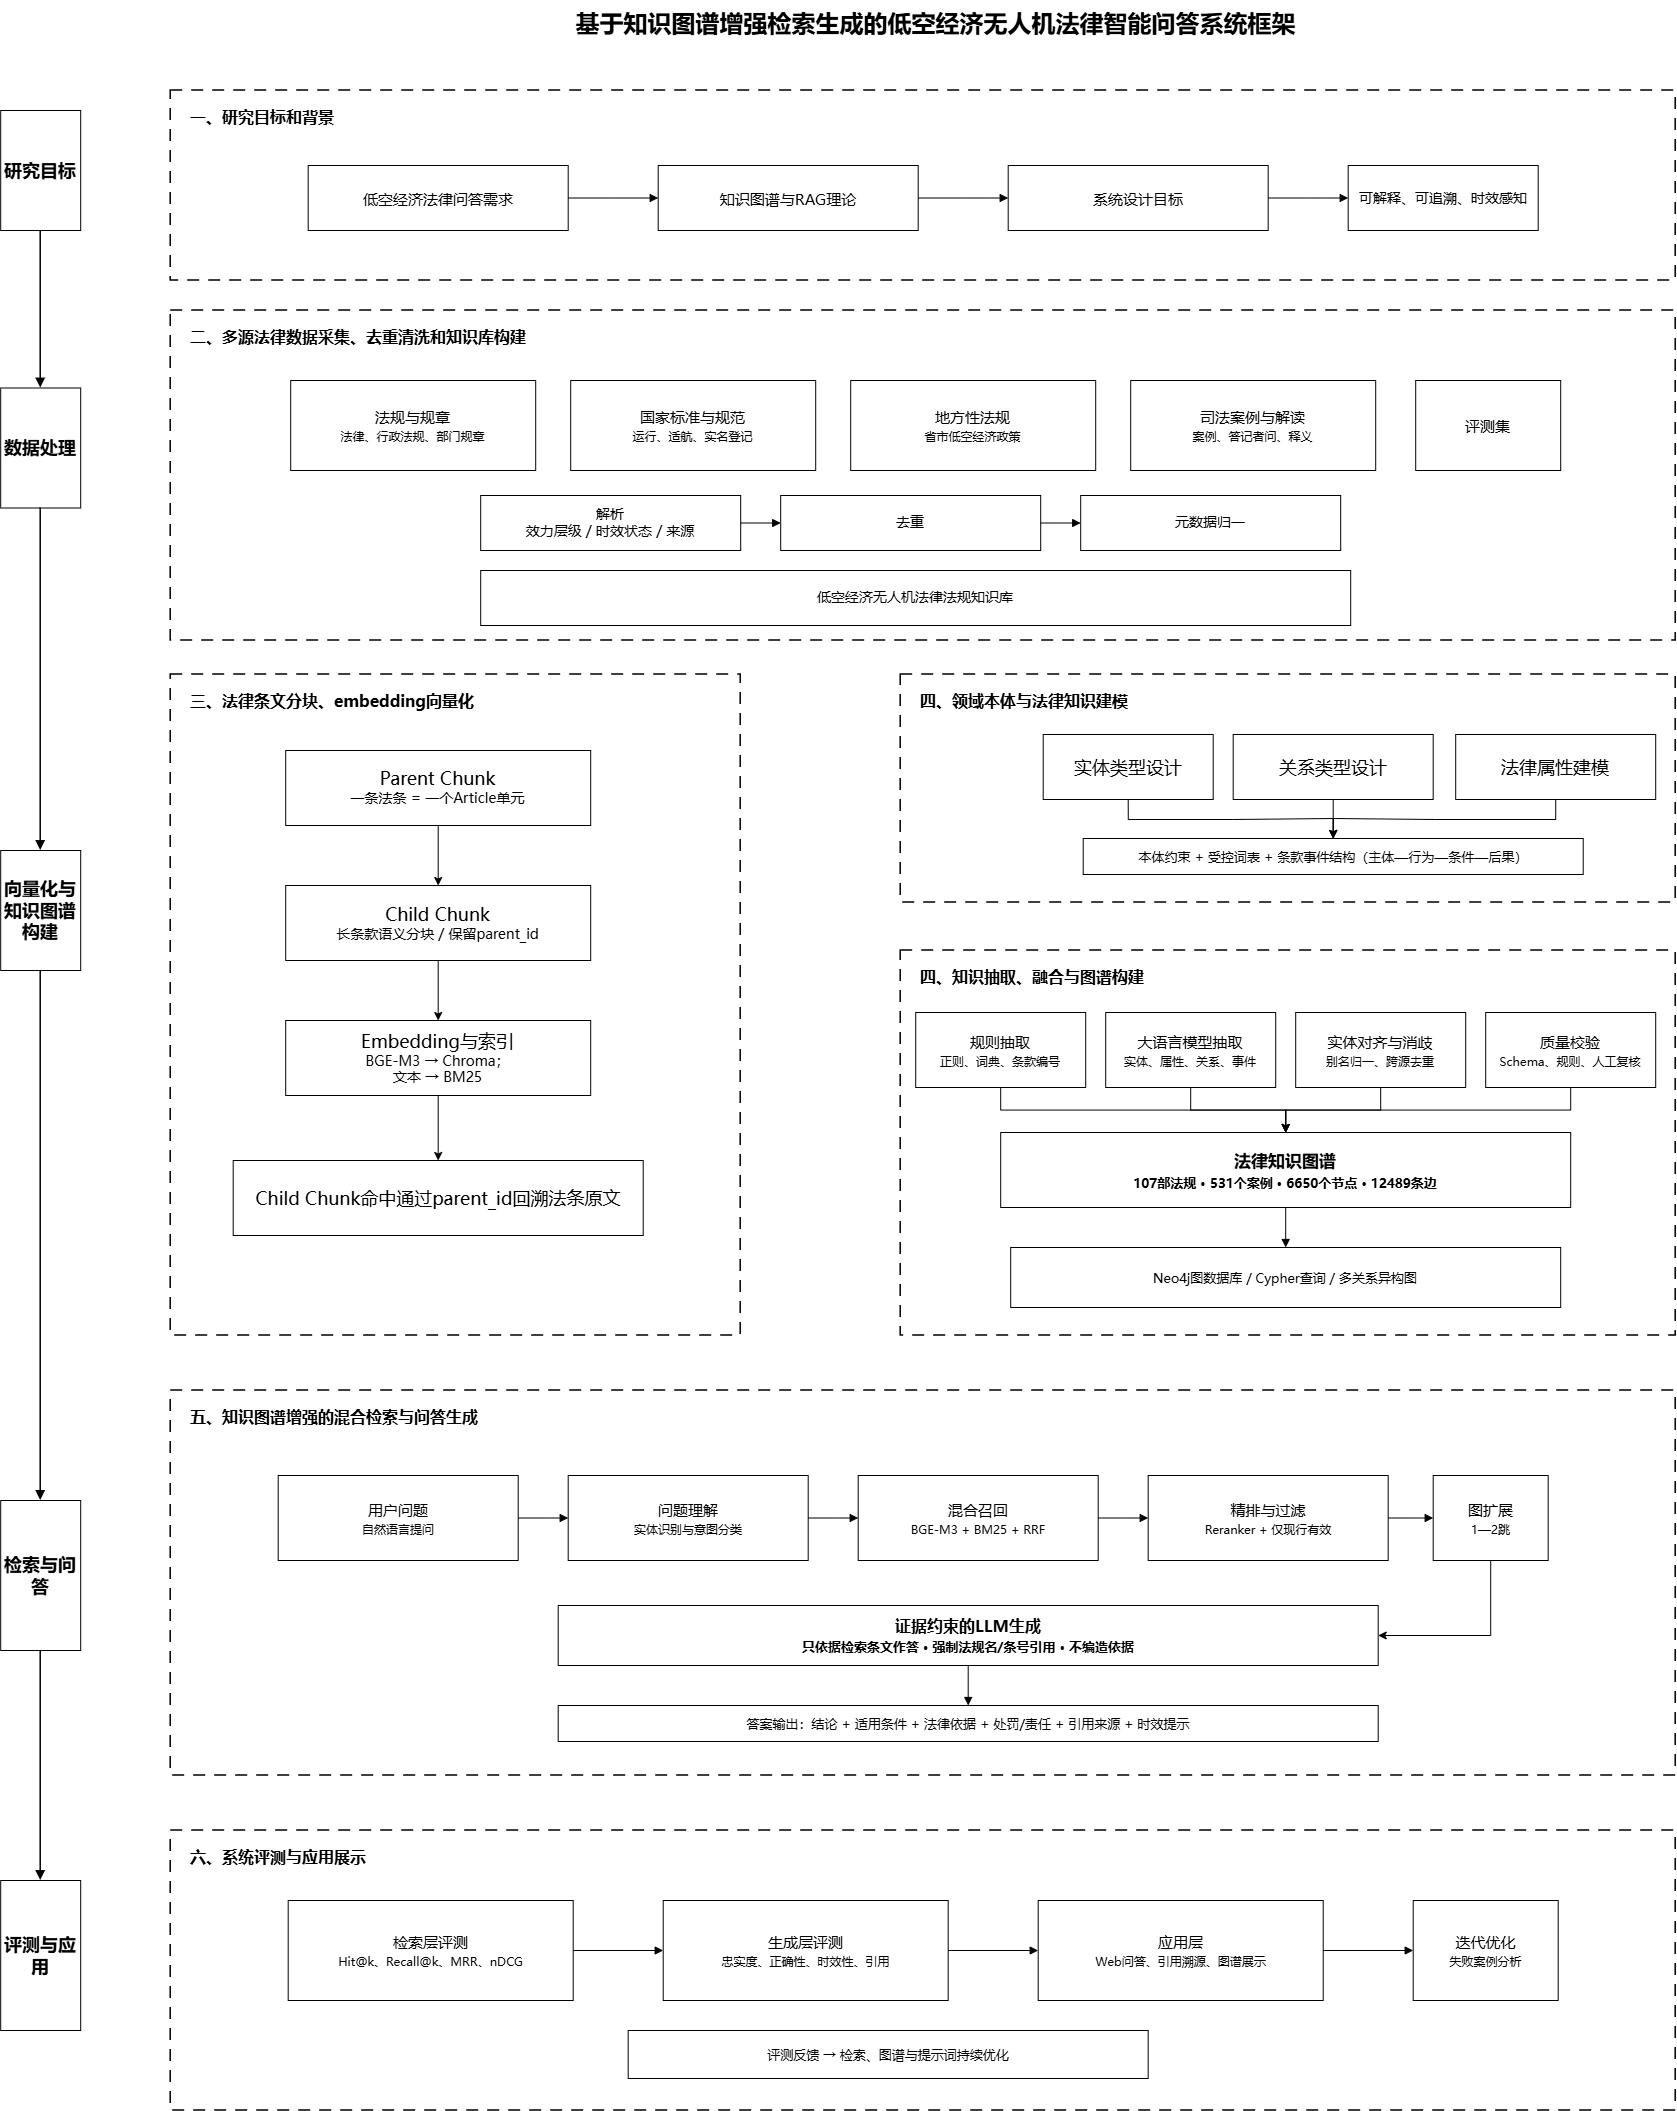 基于知识图谱增强检索生成的低空经济无人机法律智能问答系统框架
研究目标
一、研究目标和背景
低空经济法律问答需求
知识图谱与RAG理论
系统设计目标
可解释、可追溯、时效感知
数据处理
二、多源法律数据采集、去重清洗和知识库构建
法规与规章
法律、行政法规、部门规章
国家标准与规范
运行、适航、实名登记
地方性法规
省市低空经济政策
司法案例与解读
案例、答记者问、释义
评测集
解析
效力层级 / 时效状态 / 来源
去重
元数据归一
低空经济无人机法律法规知识库
向量化与
知识图谱
构建
三、法律条文分块、embedding向量化
Parent Chunk
一条法条 = 一个Article单元
Child Chunk
长条款语义分块 / 保留parent_id
Embedding与索引
BGE-M3 → Chroma；
文本 → BM25
Child Chunk命中通过parent_id回溯法条原文
四、领域本体与法律知识建模
实体类型设计
关系类型设计
法律属性建模
本体约束 + 受控词表 + 条款事件结构（主体—行为—条件—后果）
四、知识抽取、融合与图谱构建
规则抽取
正则、词典、条款编号
大语言模型抽取
实体、属性、关系、事件
实体对齐与消歧
别名归一、跨源去重
质量校验
Schema、规则、人工复核
法律知识图谱
107部法规 • 531个案例 • 6650个节点 • 12489条边
Neo4j图数据库 / Cypher查询 / 多关系异构图
检索与问
答
五、知识图谱增强的混合检索与问答生成
用户问题
自然语言提问
问题理解
实体识别与意图分类
混合召回
BGE-M3 + BM25 + RRF
精排与过滤
Reranker + 仅现行有效
图扩展
1—2跳
证据约束的LLM生成
只依据检索条文作答 • 强制法规名/条号引用 • 不编造依据
答案输出：结论 + 适用条件 + 法律依据 + 处罚/责任 + 引用来源 + 时效提示
评测与应
用
六、系统评测与应用展示
检索层评测
Hit@k、Recall@k、MRR、nDCG
生成层评测
忠实度、正确性、时效性、引用
应用层
Web问答、引用溯源、图谱展示
迭代优化
失败案例分析
评测反馈 → 检索、图谱与提示词持续优化